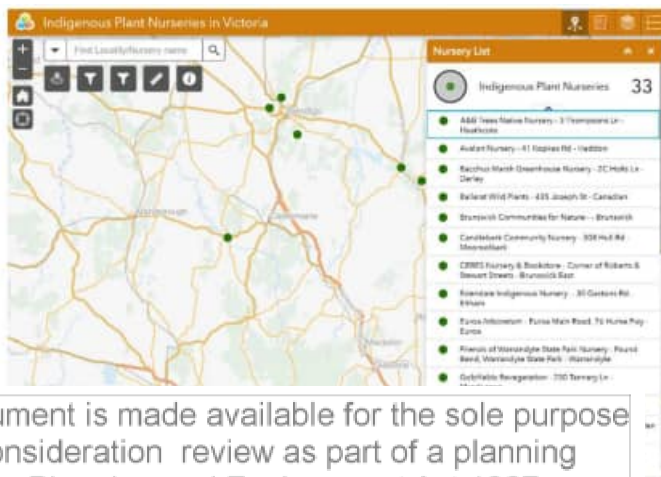 Indigenous Plant Nurseries in Victoria
Find Locality/Nursery name
Nursery List
Indigenous Plant Nurseries 33
A&B Trees Native Nursery - 3 Thompsons Ln -
Heathcote
Avalon Nursery - 41 Kopkes Rd - Haddon
Bacchus Marsh Greenhouse Nursery - 2C Holts Ln -
Darley
Ballarat Wild Plants - 435 Joseph St - Canadian
Brunswick Communities for Nature - - Brunswick
Candlebark Community Nursery - 308 Hull Rd -
Mooroolbark
CERES Nursery & Bookstore - Corner of Roberts &
Stewart Streets - Brunswick East
Edendale Indigenous Nursery - 30 Gastons Rd -
Eltham
Euroa Arboretum - Euroa Main Road, 76 Hume Fwy -
Euroa
Friends of Warrandyte State Park Nursery - Pound
Bend, Warrandyte State Park - Warrandyte
Goldfields Revegetation - 230 Tannery Ln -
Maryborough
Castlemaine
ument is made available for the sole purpose
onsideration review as part of a planning